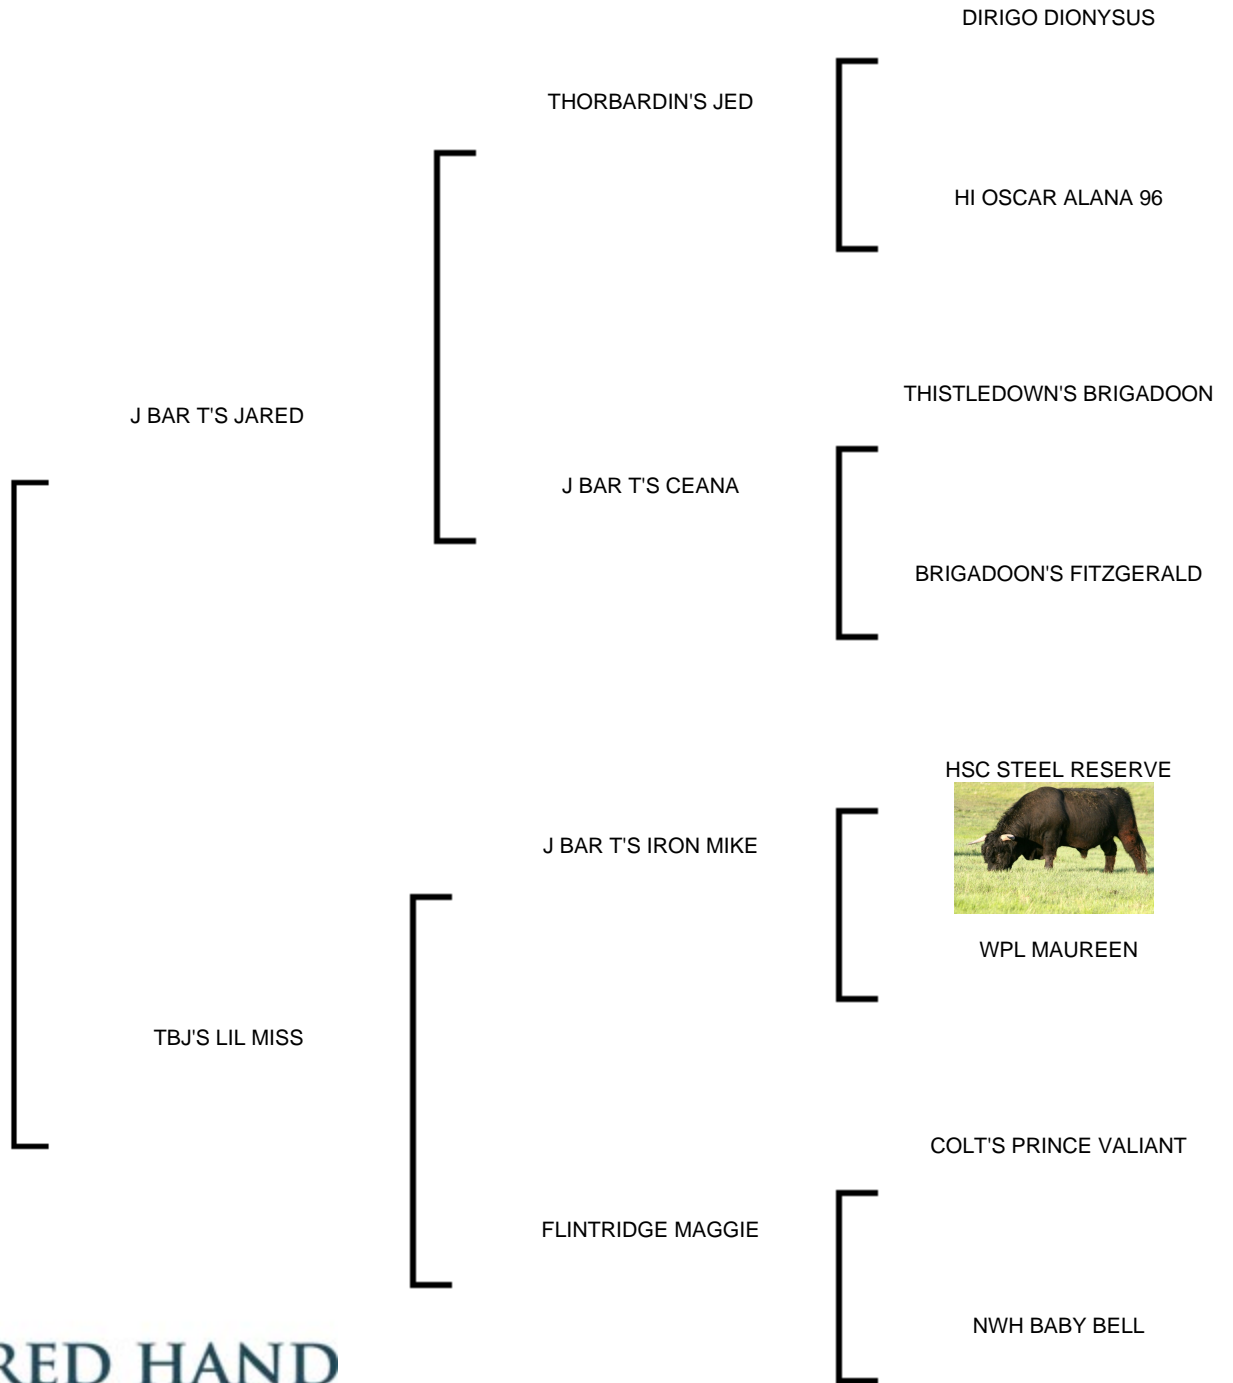 DIRIGO DIONYSUS
THORBARDIN'S JED
HI OSCAR ALANA 96
THISTLEDOWN'S BRIGADOON
J BAR T'S JARED
J BAR T'S CEANA
BRIGADOON'S FITZGERALD
HSC STEEL RESERVE
J BAR T'S IRON MIKE
WPL MAUREEN
TBJ'S LIL MISS
COLT'S PRINCE VALIANT
FLINTRIDGE MAGGIE
NWH BABY BELL
RED HAND